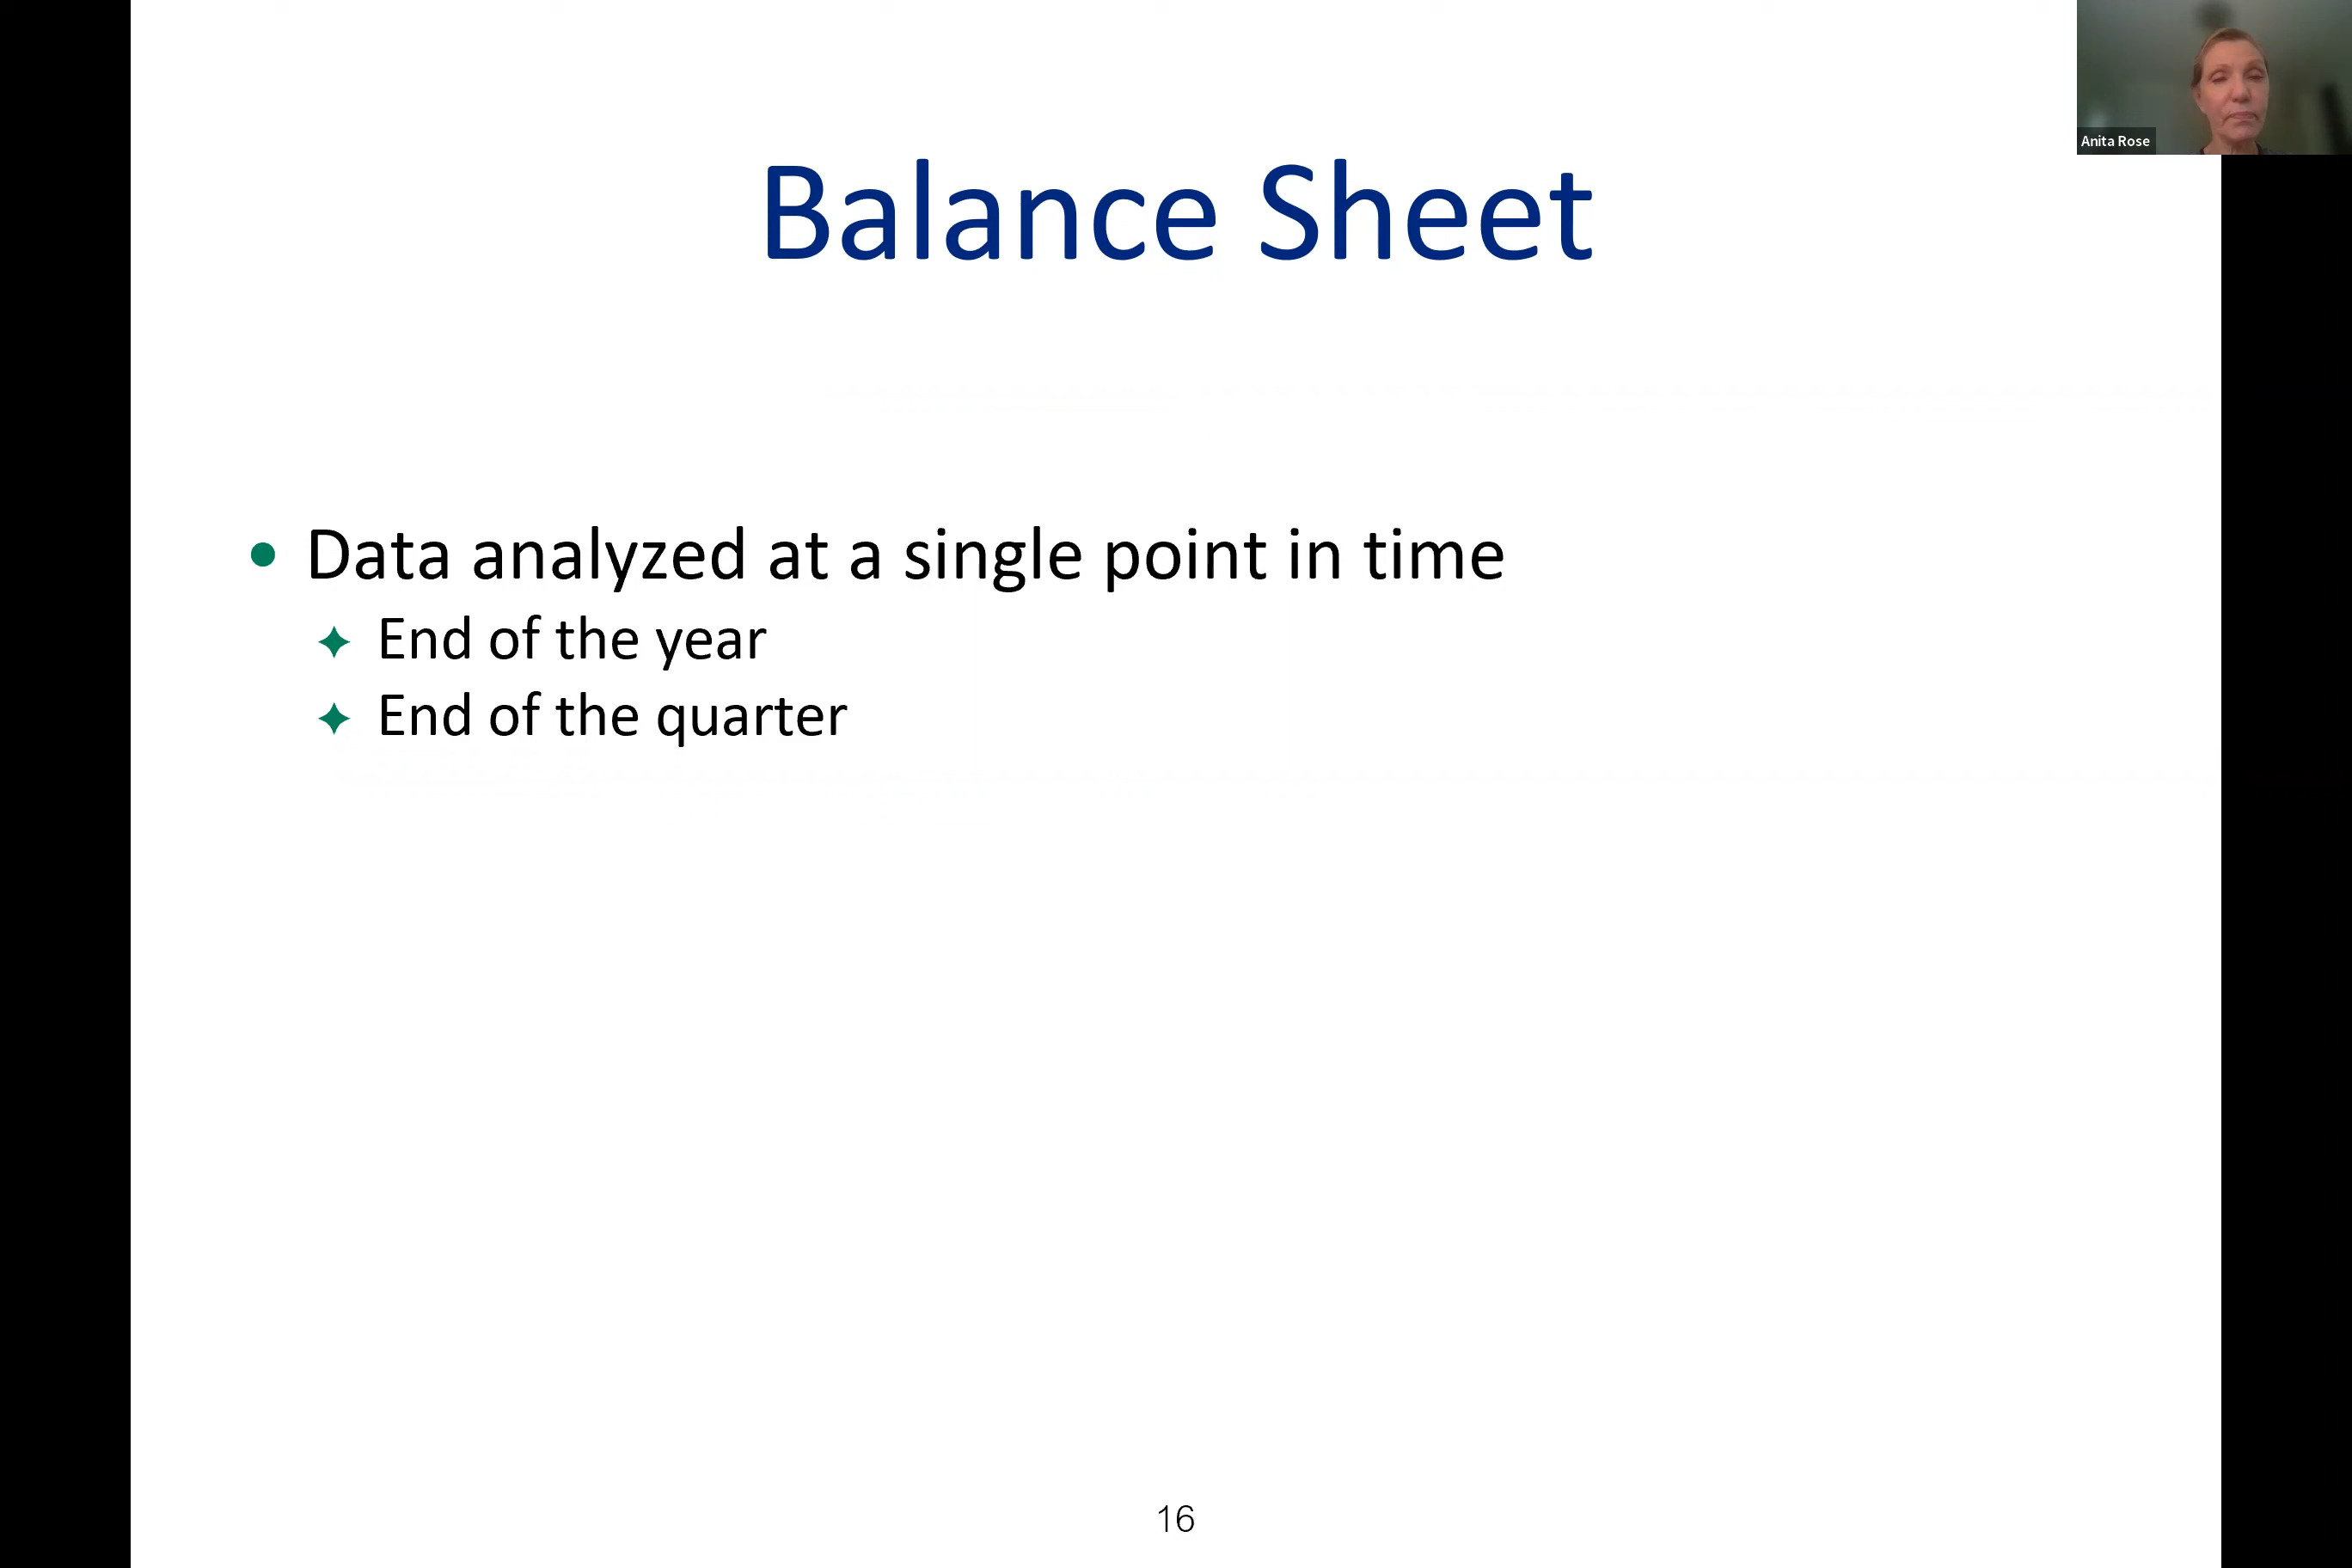 Balance Sheet
Anita Rose
Data analyzed at a single point in time
End of the year
End of the quarter
16